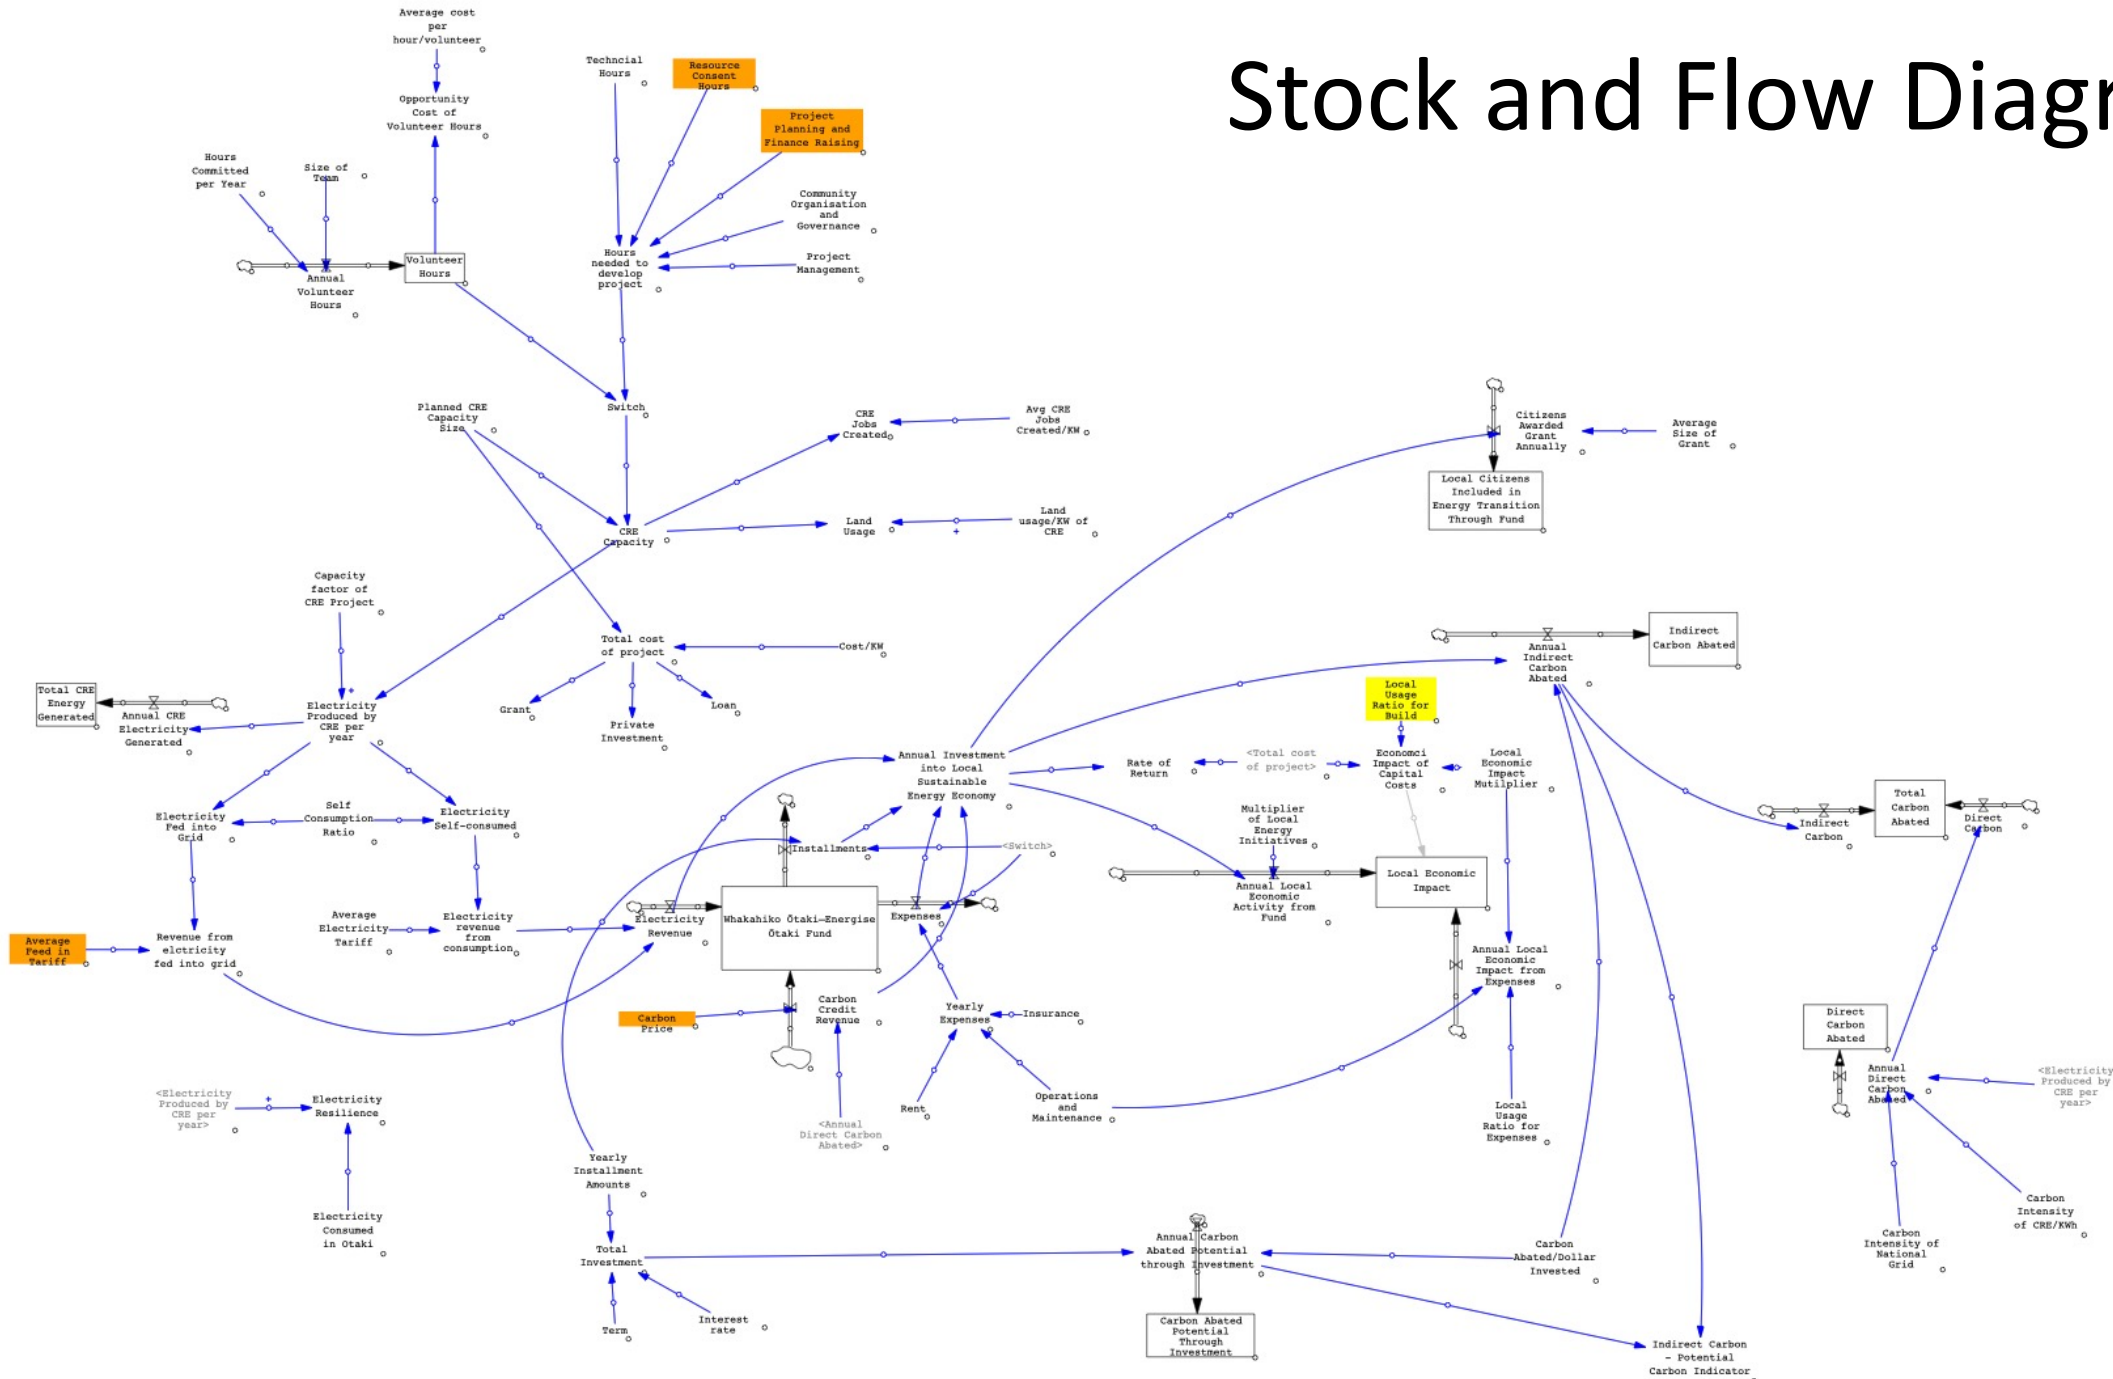 Stock and Flow Diagr
Average cost
per
hour/volunteer
Opportunity
Cost of
Volunteer Hours
Hours
Committed
per Year
Size of
Team
Annual
Volunteer
Hours
Volunteer
Hours
Techncial
Hours
Resource
Consent
Hours
Project
Planning and
Finance Raising
Community
Organisation
and
Governance
Project
Management
Hours
needed to
develop
project
Switch
Planned CRE
Capacity
Size
CRE
Jobs
Created
Avg CRE
Jobs
Created/KW
CRE
Capacity
Land
Usage
Land
usage/KW of
CRE
Citizens
Awarded
Grant
Annually
Average
Size of
Grant
Local Citizens
Included in
Energy Transition
Through Fund
Capacity
factor of
CRE Project
Total cost
of project
Cost/KW
Grant
Private
Investment
Loan
Total CRE
Energy
Generated
Annual CRE
Electricity
Generated
Electricity
Produced by
CRE per
year
Electricity
Fed into
Grid
Self
Consumption
Ratio
Electricity
Self-consumed
Average
Feed in
Tariff
Revenue from
elctricity
fed into grid
Average
Electricity
Tariff
Electricity
revenue
from
consumption
Electricity
Revenue
Whakahiko Ōtaki—Energise
Ōtaki Fund
Installments
<Switch>
Expenses
Annual Investment
into Local
Sustainable
Energy Economy
Rate of
Return
<Total cost
of project>
Local
Usage
Ratio for
Build
Economci
Impact of
Capital
Costs
Local
Economic
Impact
Mutilplier
Multiplier
of Local
Energy
Initiatives
Annual Local
Economic
Activity from
Fund
Local Economic
Impact
Annual Local
Economic
Impact from
Expenses
Local
Usage
Ratio for
Expenses
Annual
Indirect
Carbon
Abated
Indirect
Carbon Abated
Indirect
Carbon
Total
Carbon
Abated
Direct
Carbon
Direct
Carbon
Abated
Annual
Direct
Carbon
Abated
<Electricity
Produced by
CRE per
year>
Carbon
Intensity of
National
Grid
Carbon
Intensity
of CRE/KWh
Carbon
Price
Carbon
Credit
Revenue
<Annual
Direct Carbon
Abated>
Yearly
Expenses
Insurance
Rent
Operations
and
Maintenance
<Electricity
Produced by
CRE per
year>
Electricity
Resilience
Electricity
Consumed
in Otaki
Yearly
Installment
Amounts
Total
Investment
Term
Interest
rate
Annual Carbon
Abated Potential
through Investment
Carbon Abated
Potential
Through
Investment
Carbon
Abated/Dollar
Invested
Indirect Carbon
- Potential
Carbon Indicator